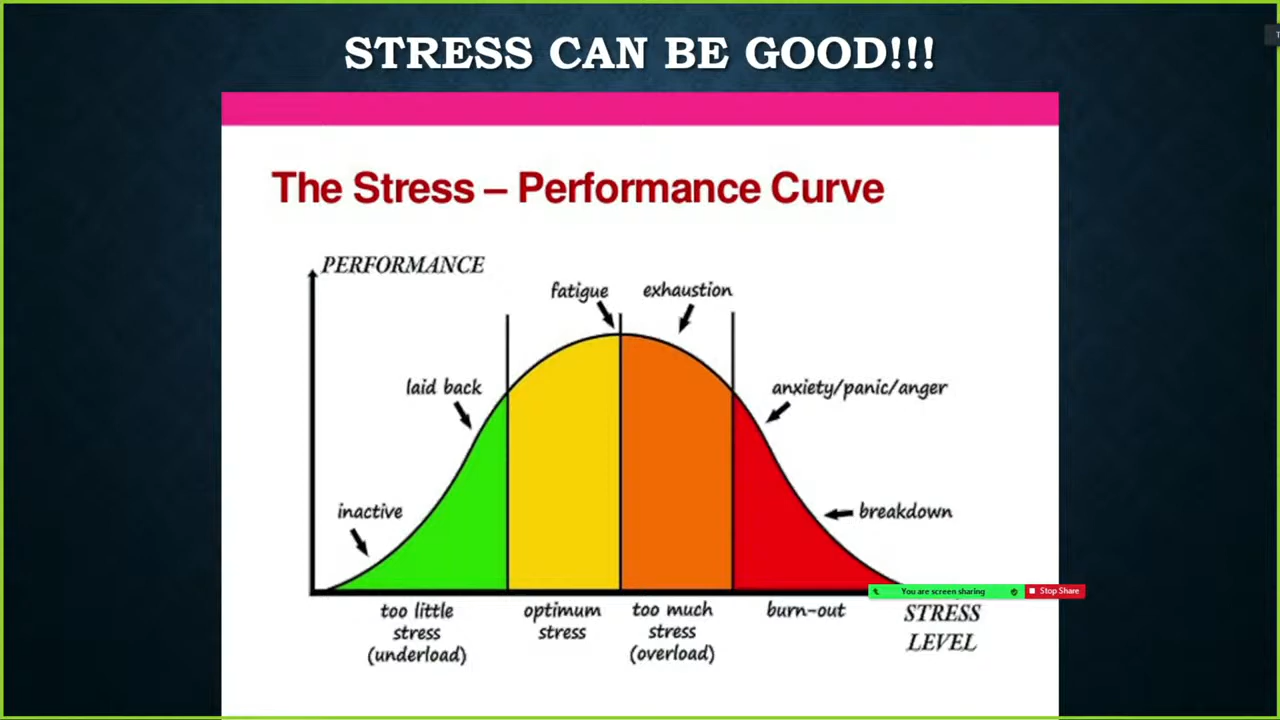 STRESS CAN BE GOOD!!!
The Stress – Performance Curve
PERFORMANCE
fatigue
exhaustion
laid back
anxiety/panic/anger
inactive
breakdown
too little
stress
(underload)
optimum
stress
too much
stress
(overload)
burn-out
STRESS
LEVEL
You are screen sharing
Stop Share